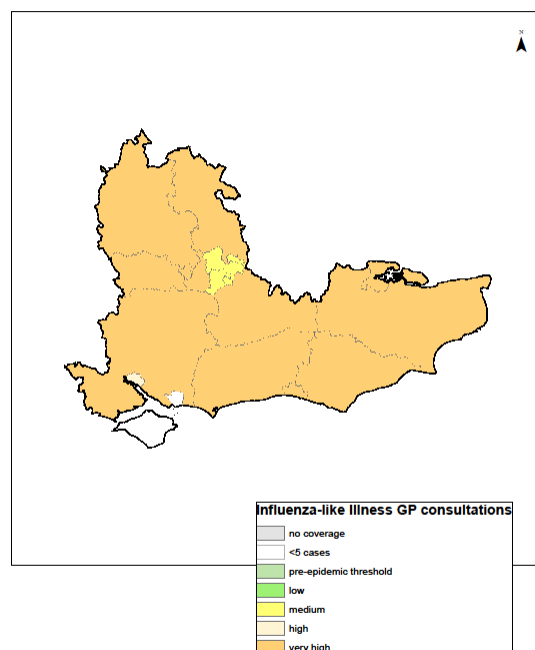 N
Influenza-like Illness GP consultations
no coverage
<5 cases
pre-epidemic threshold
low
medium
high
very high